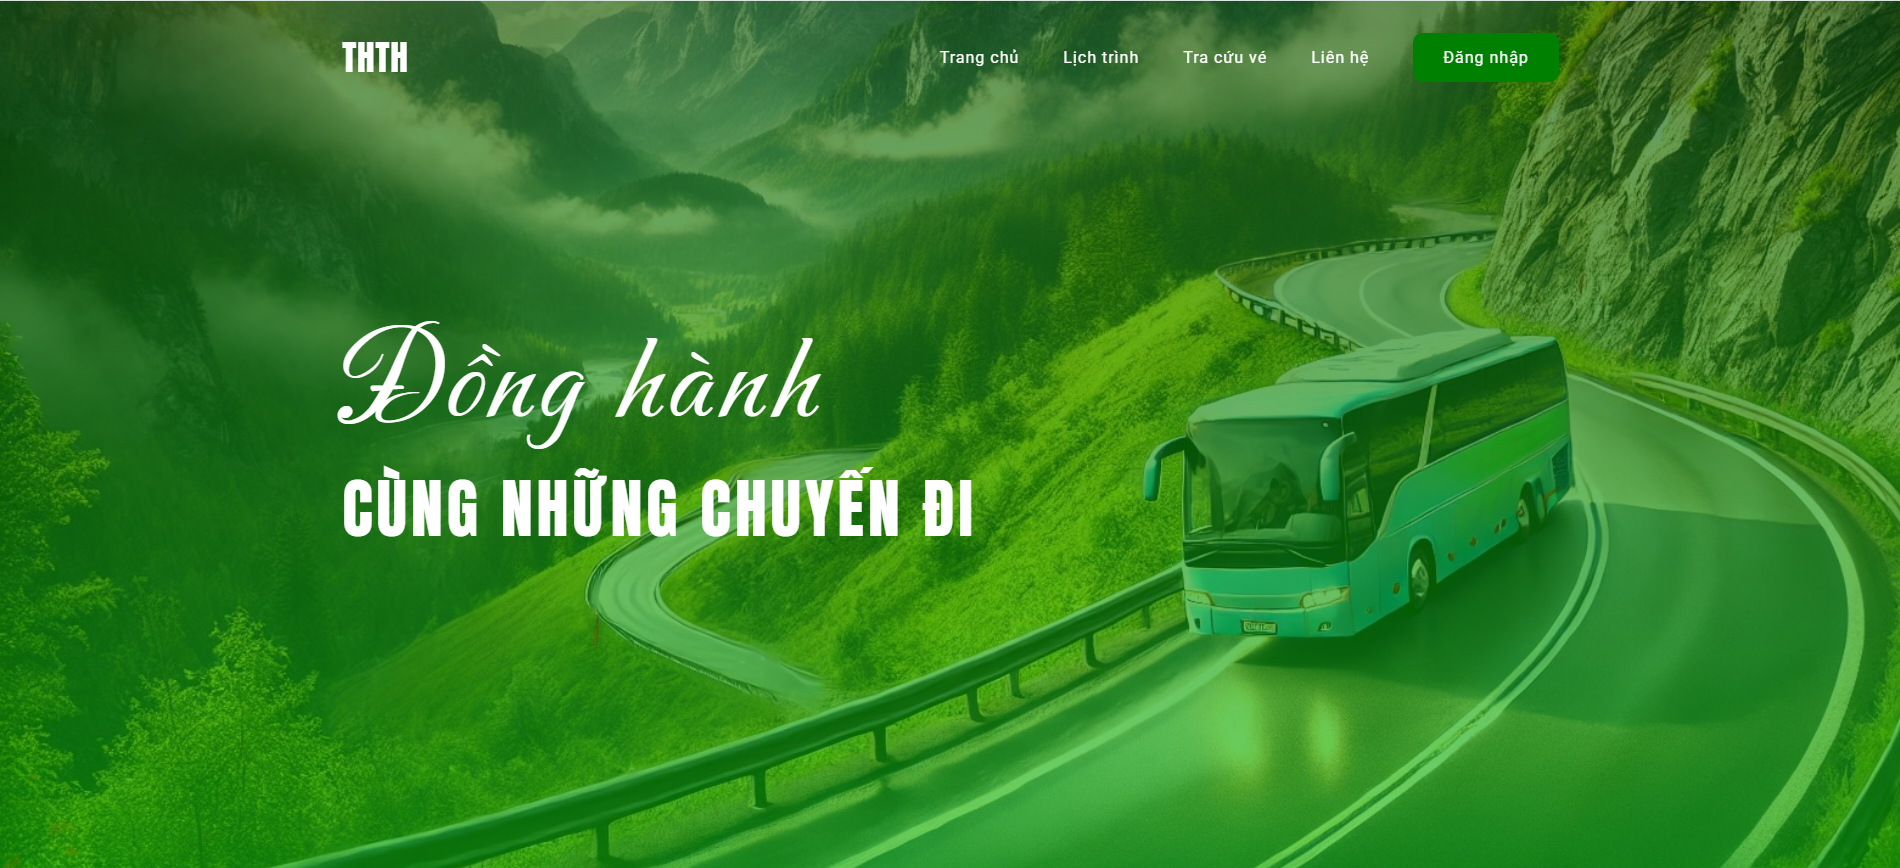 THTH
Trang chủ
Lịch trình
Tra cứu vé
Liên hệ
Đăng nhập
Đồng hành
CÙNG NHỮNG CHUYẾN ĐI